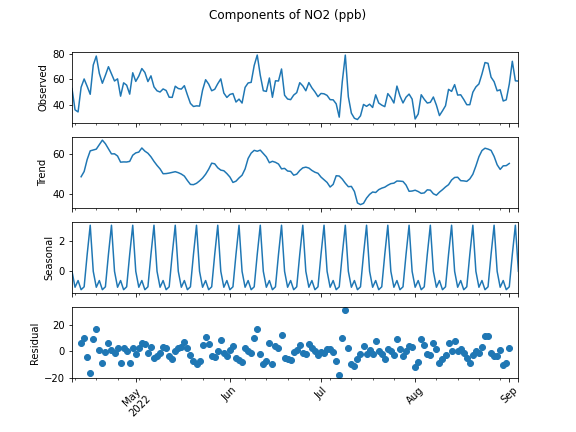 Components of NO2 (ppb)
80
60
40
Observed
60
40
Trend
2
0
Seasonal
20
0
−20
Residual
May
2022
Jun
Jul
Aug
Sep